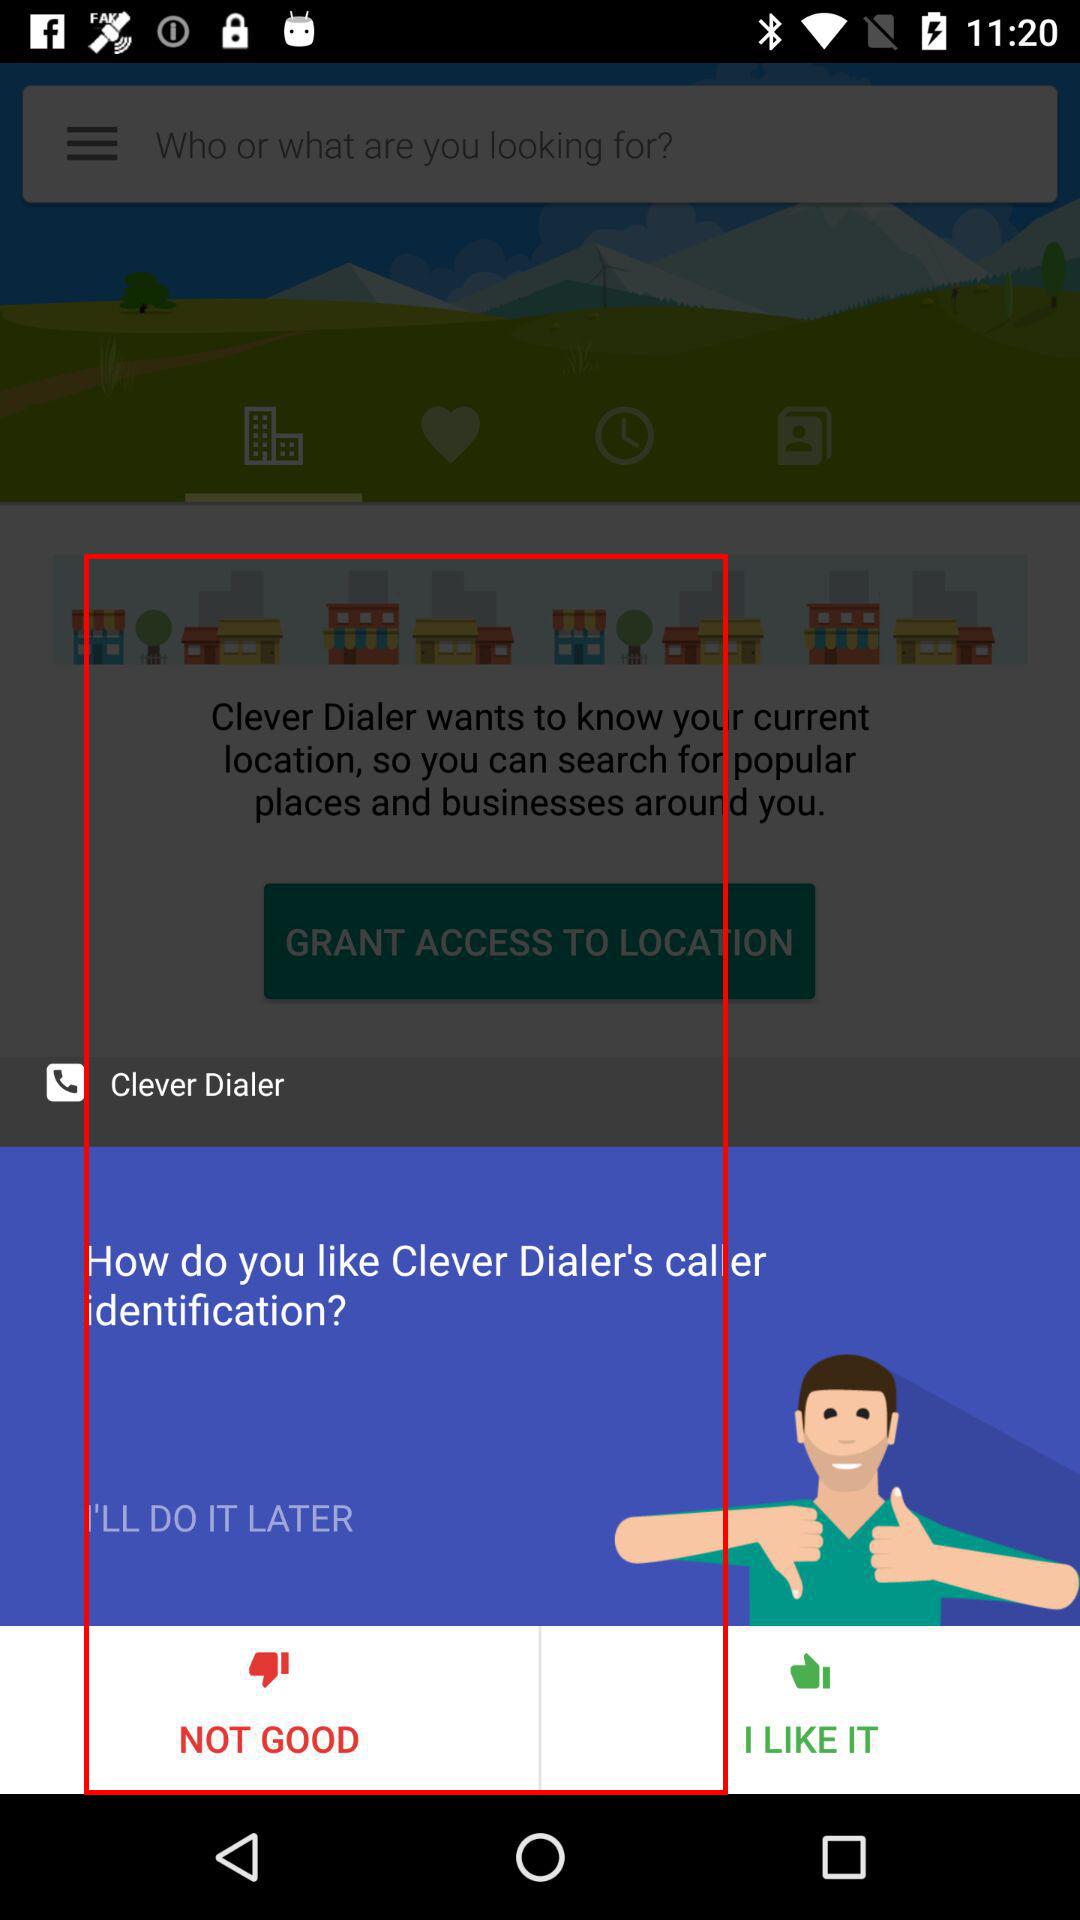 FAKE
11:20
Who or what are you looking for?
Clever Dialer wants to know your current
location, so you can search for popular
places and businesses around you.
GRANT ACCESS TO LOCATION
Clever Dialer
How do you like Clever Dialer's caller
identification?
I'LL DO IT LATER
NOT GOOD
I LIKE IT